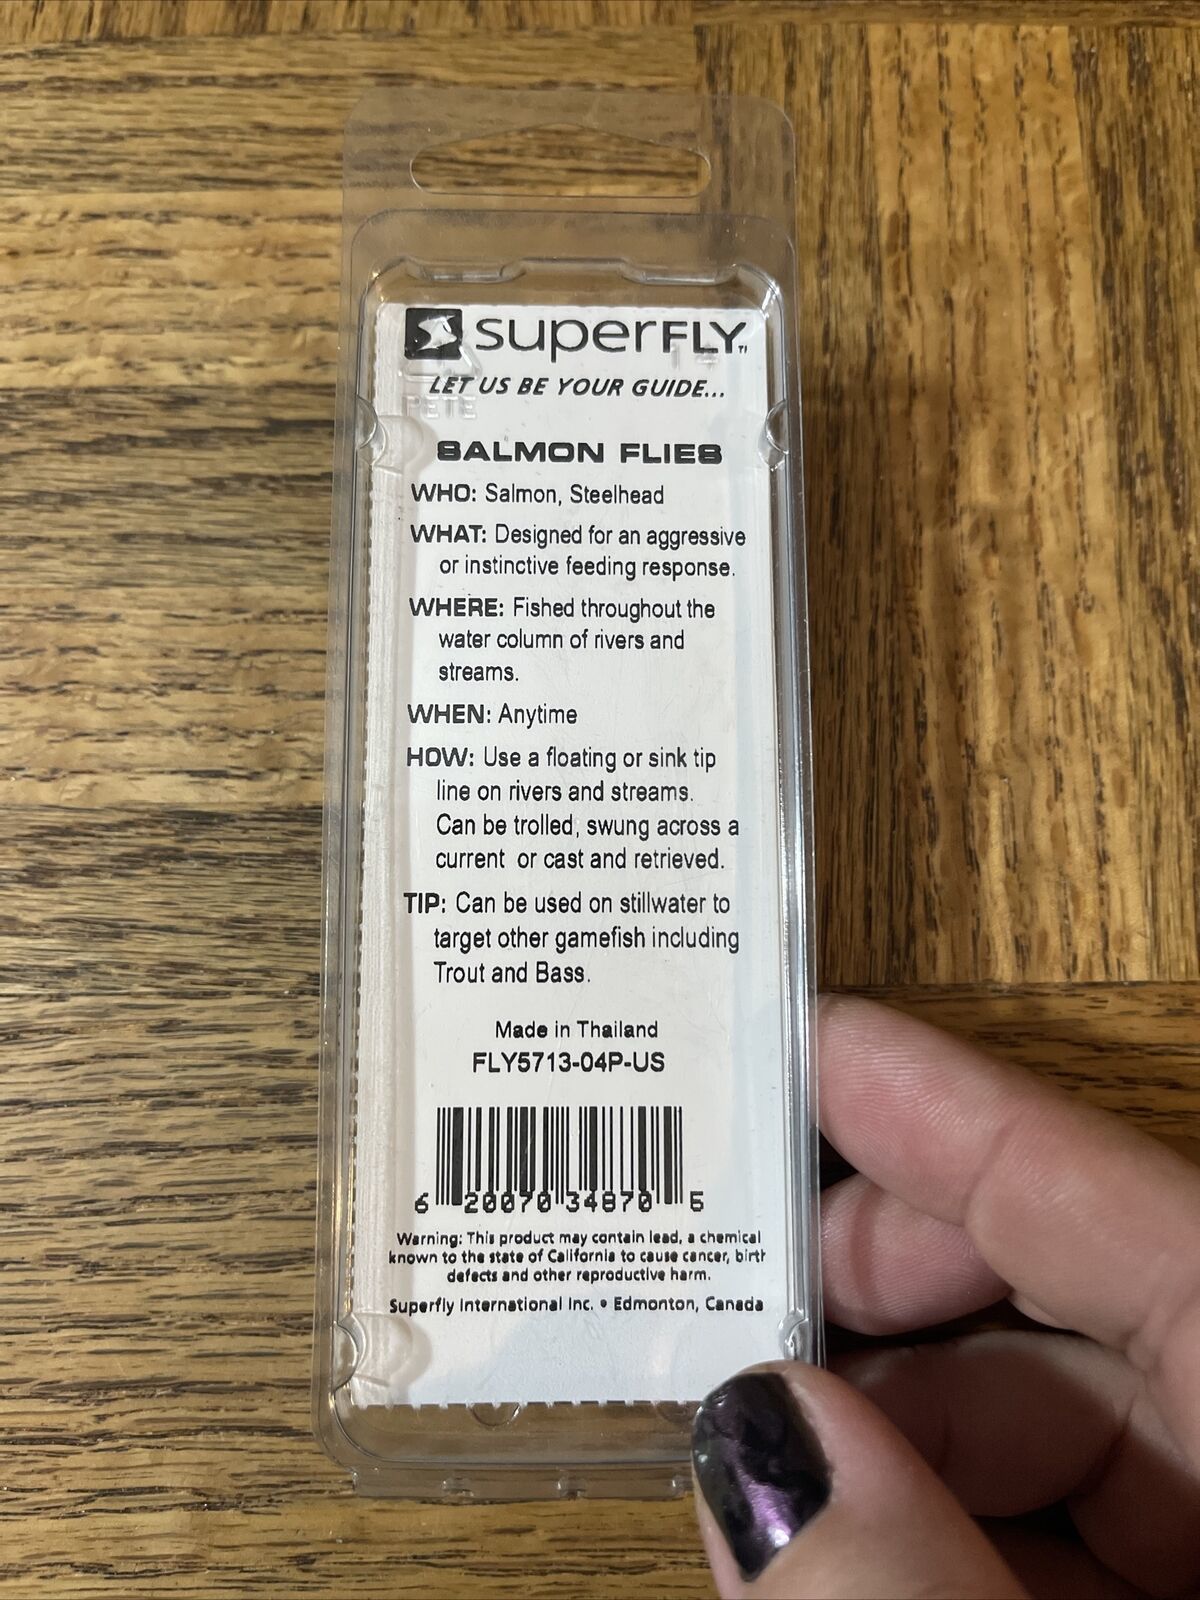 superFLY
LET US BE YOUR GUIDE...
PETE
SALMON FLIES
WHO: Salmon, Steelhead
WHAT: Designed for an aggressive
or instinctive feeding response.
WHERE: Fished throughout the
water column of rivers and
streams.
WHEN: Anytime
HOW: Use a floating or sink tip
line on rivers and streams.
Can be trolled, swung across a
current or cast and retrieved.
TIP: Can be used on stillwater to
target other gamefish including
Trout and Bass.
Made in Thailand
FLY5713-04P-US
6 20070 34870 5
Warning: This product may contain lead, a chemical
known to the state of California to cause cancer, birth
defects and other reproductive harm.
Superfly International Inc. • Edmonton, Canada